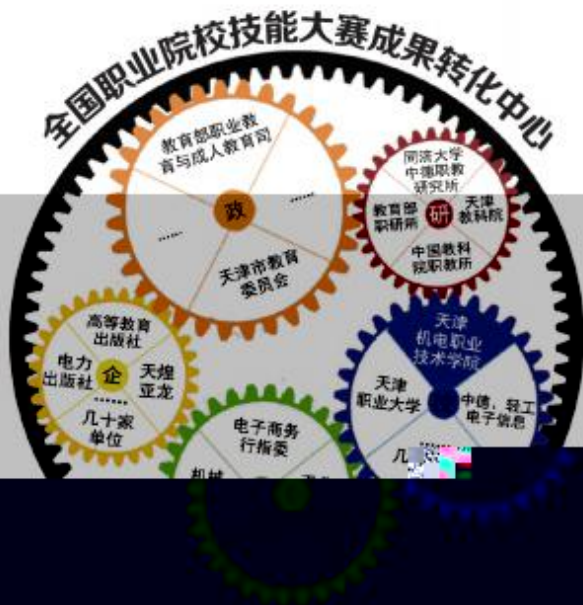 全国职业院校技能大赛成果转化中心
教育部职业教
育与成人教育司
......
政
......
天津市教育
委员会
同济大学
中德职教
研究所
教育部
职研所
研
天津
教科院
中国教科
院职教所
高等教育
出版社
电力
出版社
企
天煌
亚龙
......
几十家
单位
天津
机电职业
技术学院
天津
职业大学
中德、轻工
电子信息
......
电子商务
行指委
机械